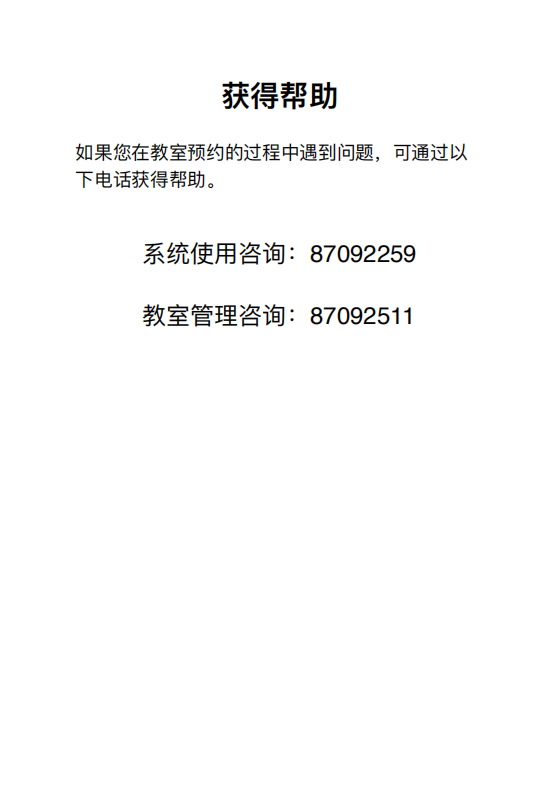 获得帮助
如果您在教室预约的过程中遇到问题，可通过以
下电话获得帮助。
系统使用咨询：87092259
教室管理咨询：87092511